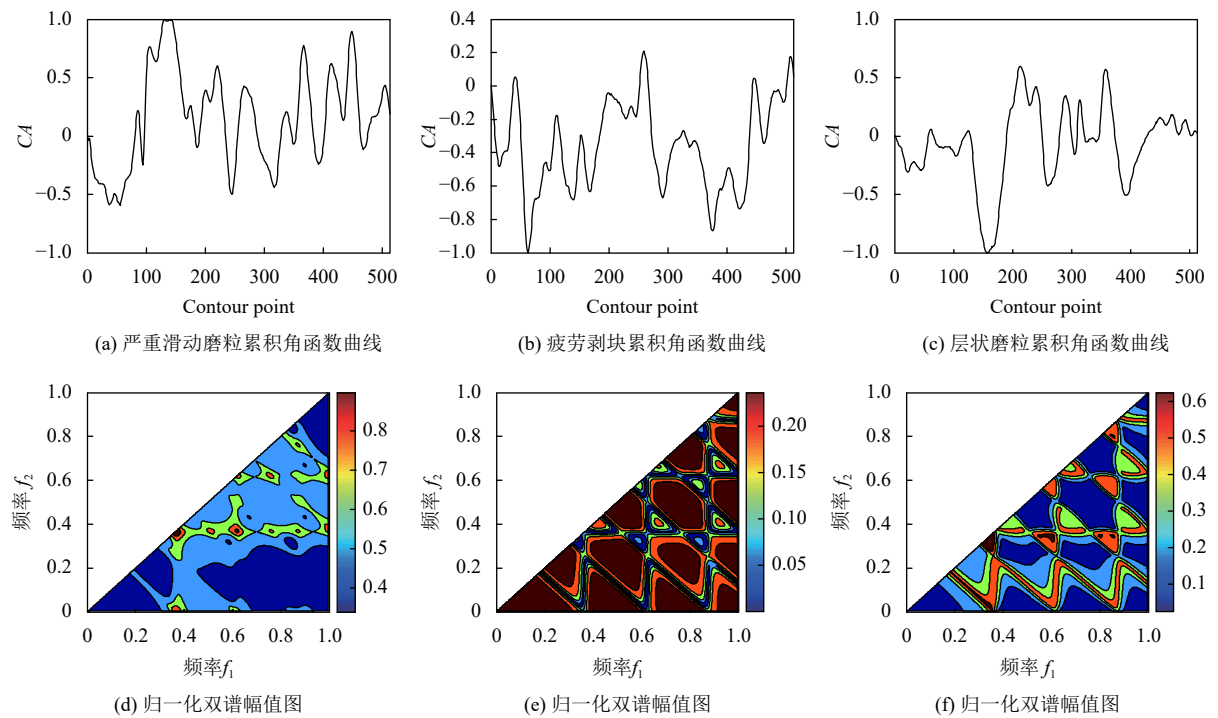 1.0
0.5
0
−0.5
−1.0
CA
0 100 200 300 400 500
Contour point
(a) 严重滑动磨粒累积角函数曲线
0.4
0.2
0
−0.2
−0.4
−0.6
−0.8
−1.0
CA
0 100 200 300 400 500
Contour point
(b) 疲劳剥块累积角函数曲线
1.0
0.5
0
−0.5
−1.0
CA
0 100 200 300 400 500
Contour point
(c) 层状磨粒累积角函数曲线
1.0
0.8
0.6
0.4
0.2
0
频率 f₂
0 0.2 0.4 0.6 0.8 1.0
频率f₁
0.8
0.7
0.6
0.5
0.4
(d) 归一化双谱幅值图
1.0
0.8
0.6
0.4
0.2
0
频率 f₂
0 0.2 0.4 0.6 0.8 1.0
频率f₁
0.20
0.15
0.10
0.05
(e) 归一化双谱幅值图
1.0
0.8
0.6
0.4
0.2
0
频率 f₂
0 0.2 0.4 0.6 0.8 1.0
频率f₁
0.6
0.5
0.4
0.3
0.2
0.1
(f) 归一化双谱幅值图